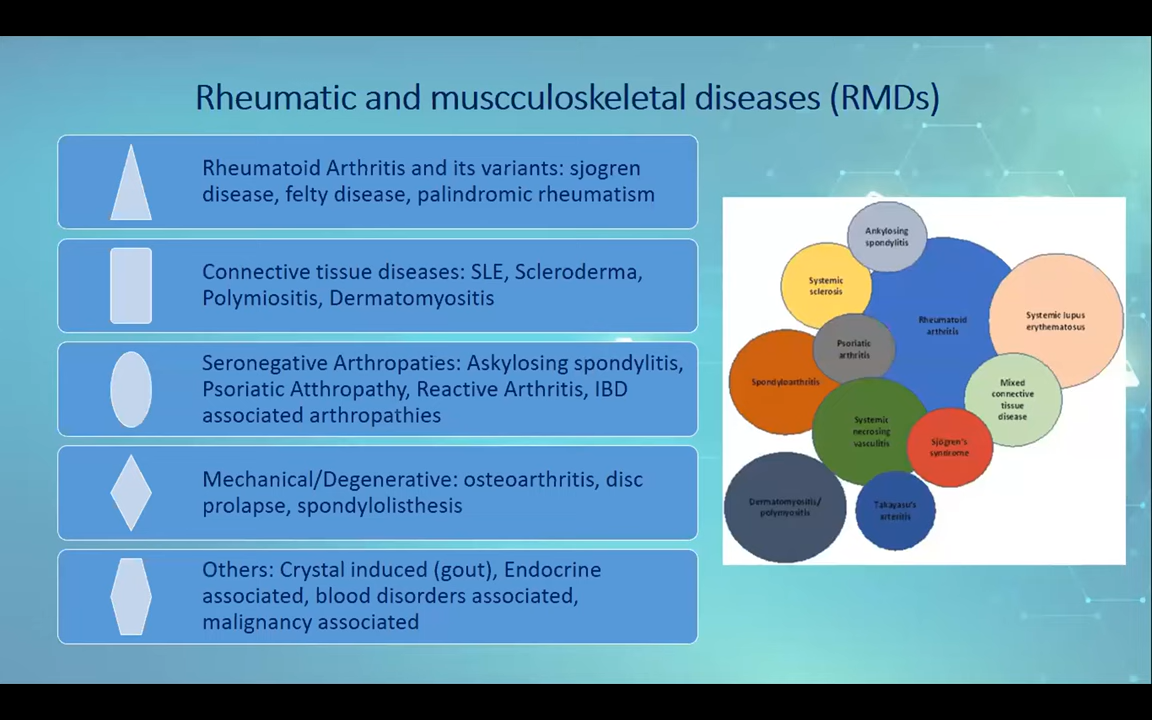 Rheumatic and muscculoskeletal diseases (RMDs)
Rheumatoid Arthritis and its variants: sjogren
disease, felty disease, palindromic rheumatism
Connective tissue diseases: SLE, Scleroderma,
Polymiositis, Dermatomyositis
Seronegative Arthropaties: Askylosing spondylitis,
Psoriatic Atthropathy, Reactive Arthritis, IBD
associated arthropathies
Mechanical/Degenerative: osteoarthritis, disc
prolapse, spondylolisthesis
Others: Crystal induced (gout), Endocrine
associated, blood disorders associated,
malignancy associated
Ankylosing
spondylitis
Systemic
sclerosis
Rheumatoid
arthritis
Systemic lupus
erythematosus
Psoriatic
arthritis
Spondyloarthritis
Mixed
connective
tissue
disease
Systemic
necrosing
vasculitis
Sjögren's
syndrome
Dermatomyositis/
polymyositis
Takayasu's
arteritis